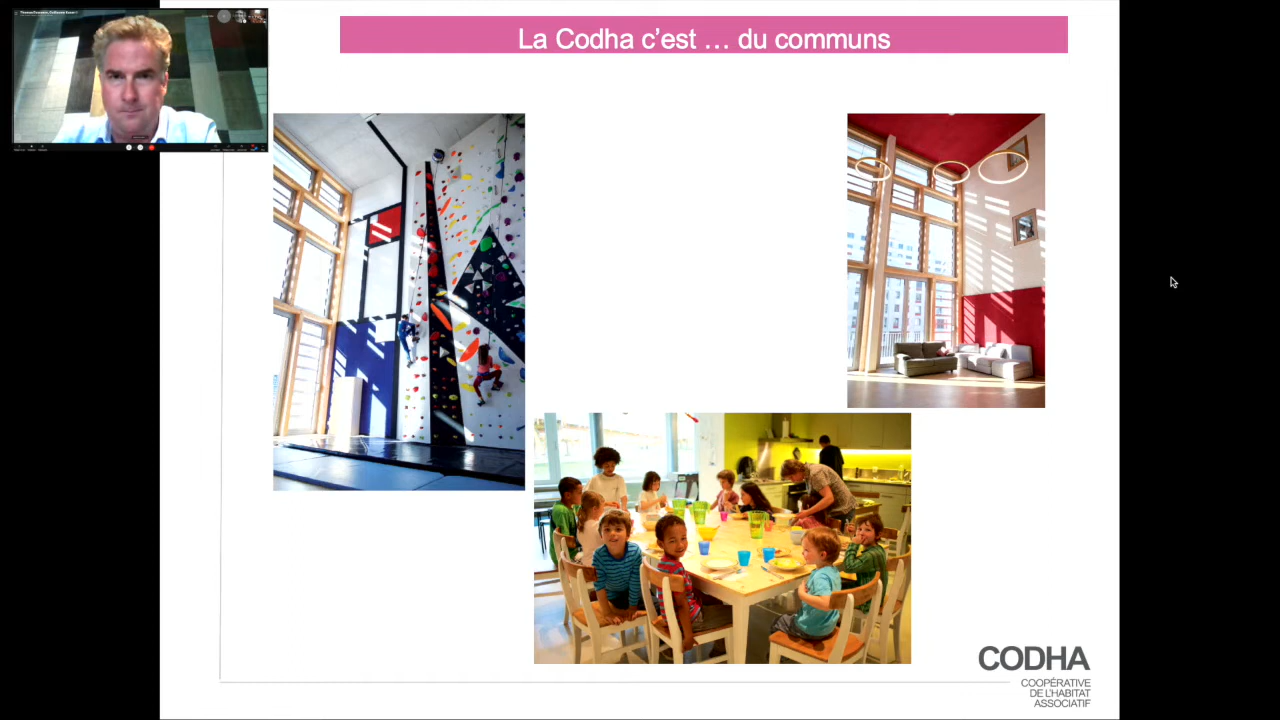 La Codha c'est … du communs
CODHA
COOPÉRATIVE
DE L'HABITAT
ASSOCIATIF